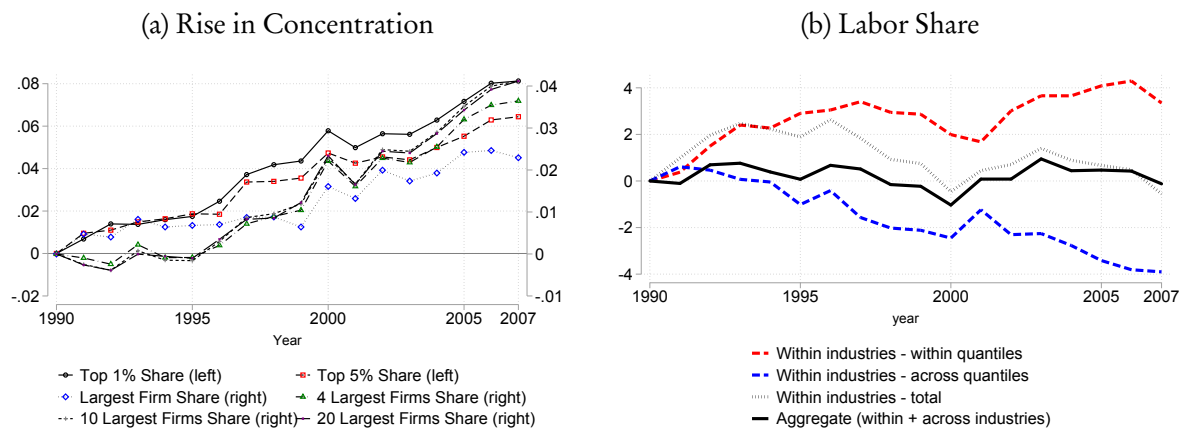 (a) Rise in Concentration
.08
.06
.04
.02
0
-.02
.04
.03
.02
.01
0
-.01
1990
1995
2000
2005
2007
Year
Top 1% Share (left)
Top 5% Share (left)
Largest Firm Share (right)
4 Largest Firms Share (right)
10 Largest Firms Share (right)
20 Largest Firms Share (right)
(b) Labor Share
4
2
0
-2
-4
1990
1995
2000
2005
2007
year
Within industries - within quantiles
Within industries - across quantiles
Within industries - total
Aggregate (within + across industries)